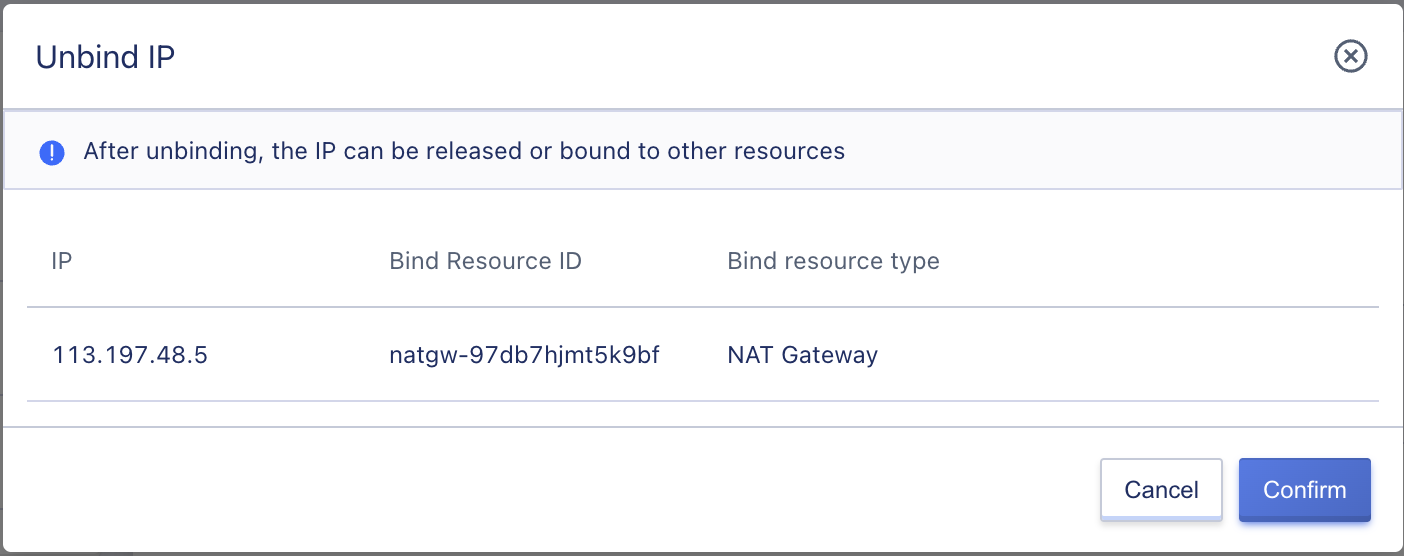 Unbind IP
After unbinding, the IP can be released or bound to other resources
IP Bind Resource ID Bind resource type
113.197.48.5 natgw-97db7hjmt5k9bf NAT Gateway
Cancel Confirm